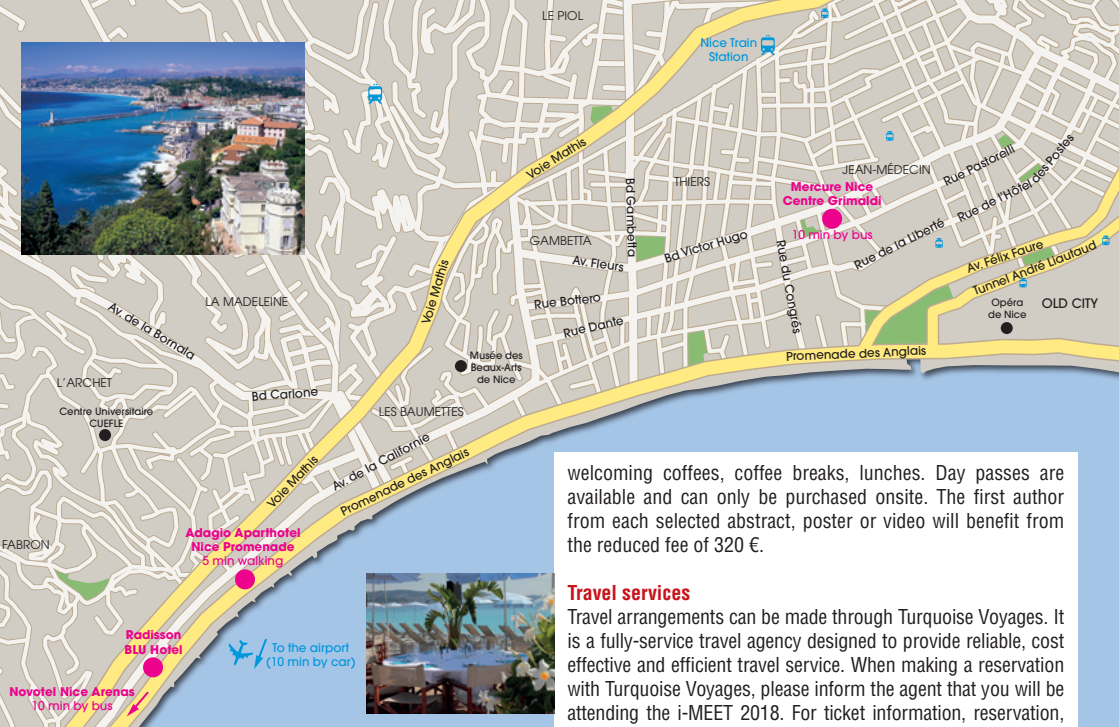 LE PIOL
Nice Train
Station
Voie Mathis
Bd Gambetta
THIERS
JEAN-MÉDECIN
Rue Pastorelli
Rue de l'Hôtel des Postes
Mercure Nice
Centre Grimaldi
10 min by bus
GAMBETTA
Av. Fleurs
Bd Victor Hugo
Rue du Congrés
Rue de la Liberté
Av. Félix Faure
Tunnel André Liautaud
Voie Mathis
LA MADELEINE
Av. de la Bornala
Rue Bottero
Rue Dante
Opéra
de Nice
OLD CITY
Promenade des Anglais
Musée des
Beaux-Arts
de Nice
L'ARCHET
Bd Carlone
Centre Universitaire
CUEFLE
LES BAUMETTES
Av. de la Californie
Voie Mathis
Promenade des Anglais
FABRON
Adagio Aparthotel
Nice Promenade
5 min walking
Radisson
BLU Hotel
To the airport
(10 min by car)
Novotel Nice Arenas
10 min by bus
welcoming coffees, coffee breaks, lunches. Day passes are
available and can only be purchased onsite. The first author
from each selected abstract, poster or video will benefit from
the reduced fee of 320 €.
Travel services
Travel arrangements can be made through Turquoise Voyages. It
is a fully-service travel agency designed to provide reliable, cost
effective and efficient travel service. When making a reservation
with Turquoise Voyages, please inform the agent that you will be
attending the i-MEET 2018. For ticket information, reservation,